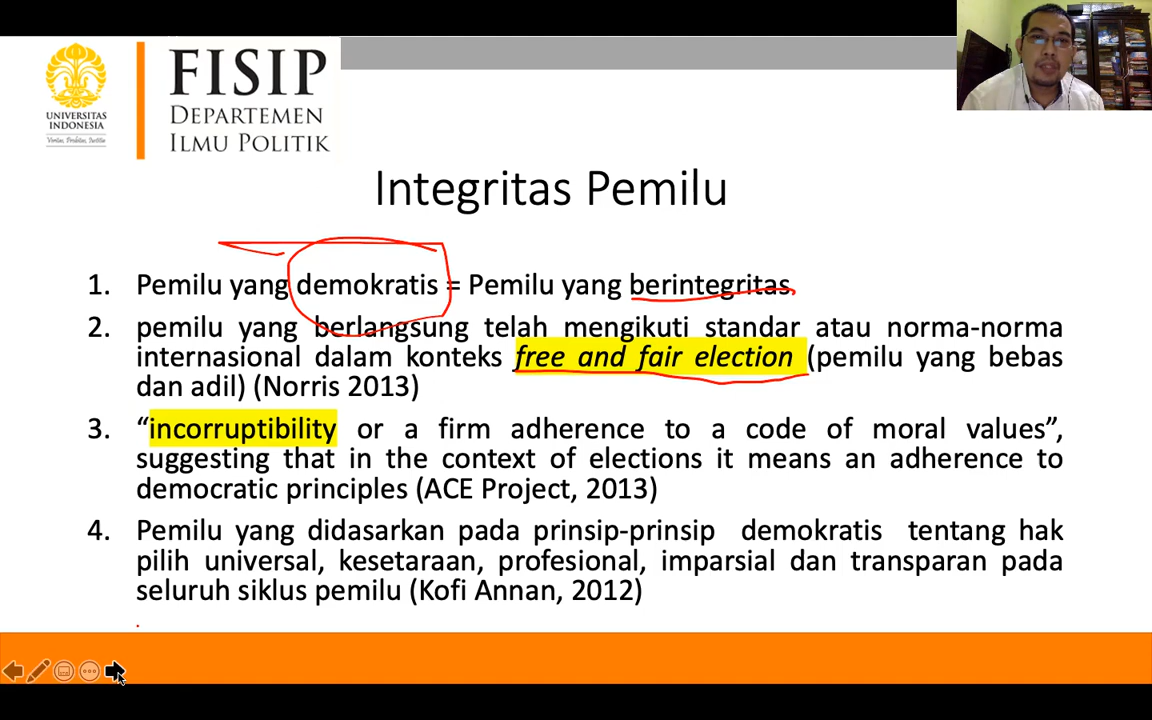 FISIP
DEPARTEMEN
ILMU POLITIK
UNIVERSITAS
INDONESIA
Veritas, Probitas, Iustitia
Integritas Pemilu
1. Pemilu yang demokratis = Pemilu yang berintegritas.
2. pemilu yang berlangsung telah mengikuti standar atau norma-norma
internasional dalam konteks free and fair election (pemilu yang bebas
dan adil) (Norris 2013)
3. “incorruptibility or a firm adherence to a code of moral values”,
suggesting that in the context of elections it means an adherence to
democratic principles (ACE Project, 2013)
4. Pemilu yang didasarkan pada prinsip-prinsip demokratis tentang hak
pilih universal, kesetaraan, profesional, imparsial dan transparan pada
seluruh siklus pemilu (Kofi Annan, 2012)